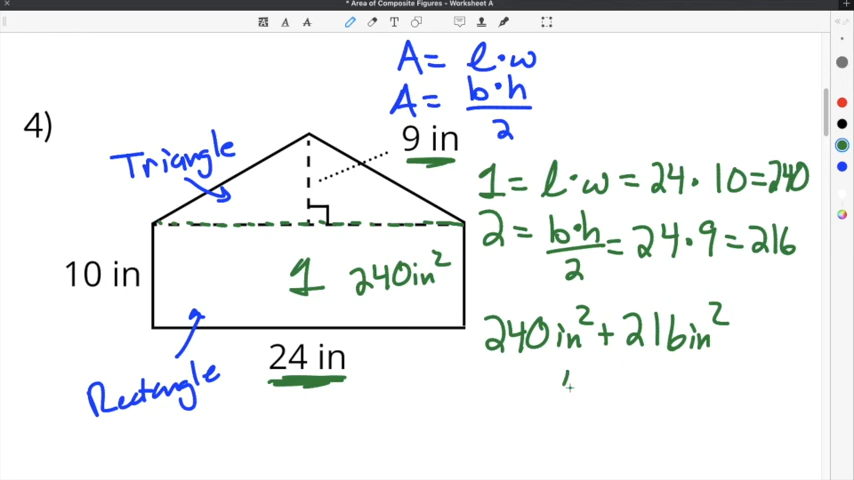 * Area of Composite Figures - Worksheet A
A = l·w
A = b·h
2
4)
9 in
Triangle
1 = l·w = 24·10=240
2 = b·h = 24·9 = 216
2
10 in
1 240in²
240in² + 216in²
24 in
Rectangle